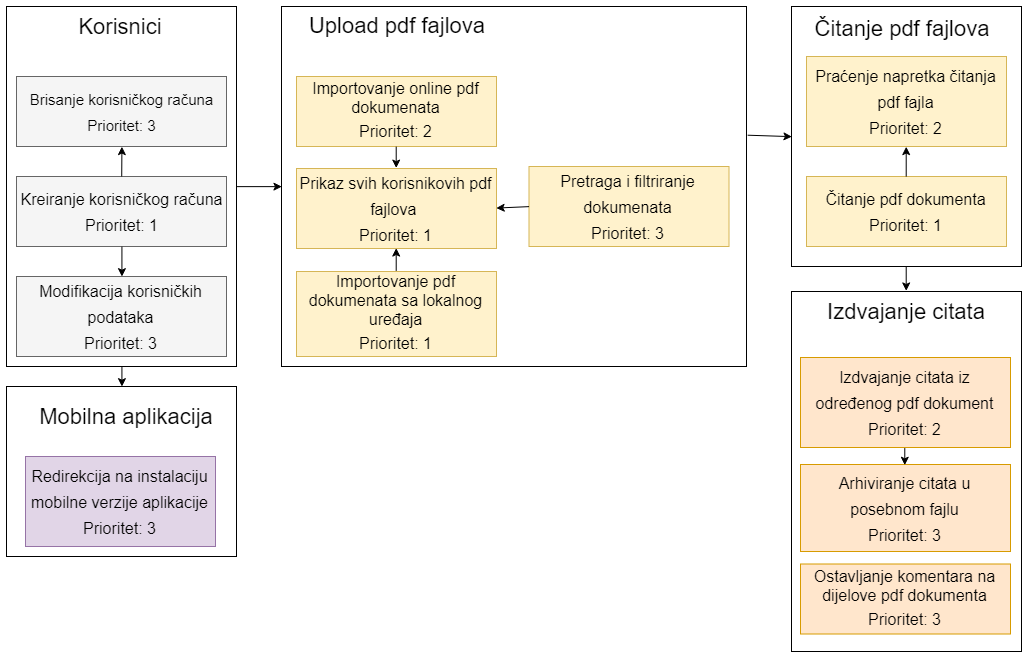 Korisnici
Brisanje korisničkog računa
Prioritet: 3
Kreiranje korisničkog računa
Prioritet: 1
Modifikacija korisničkih
podataka
Prioritet: 3
Mobilna aplikacija
Redirekcija na instalaciju
mobilne verzije aplikacije
Prioritet: 3
Upload pdf fajlova
Importovanje online pdf
dokumenata
Prioritet: 2
Prikaz svih korisnikovih pdf
fajlova
Prioritet: 1
Importovanje pdf
dokumenata sa lokalnog
uređaja
Prioritet: 1
Pretraga i filtriranje
dokumenata
Prioritet: 3
Čitanje pdf fajlova
Praćenje napretka čitanja
pdf fajla
Prioritet: 2
Čitanje pdf dokumenta
Prioritet: 1
Izdvajanje citata
Izdvajanje citata iz
određenog pdf dokument
Prioritet: 2
Arhiviranje citata u
posebnom fajlu
Prioritet: 3
Ostavljanje komentara na
dijelove pdf dokumenta
Prioritet: 3